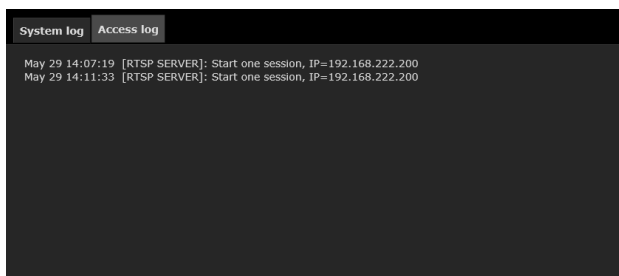 System log Access log
May 29 14:07:19 [RTSP SERVER]: Start one session, IP=192.168.222.200
May 29 14:11:33 [RTSP SERVER]: Start one session, IP=192.168.222.200